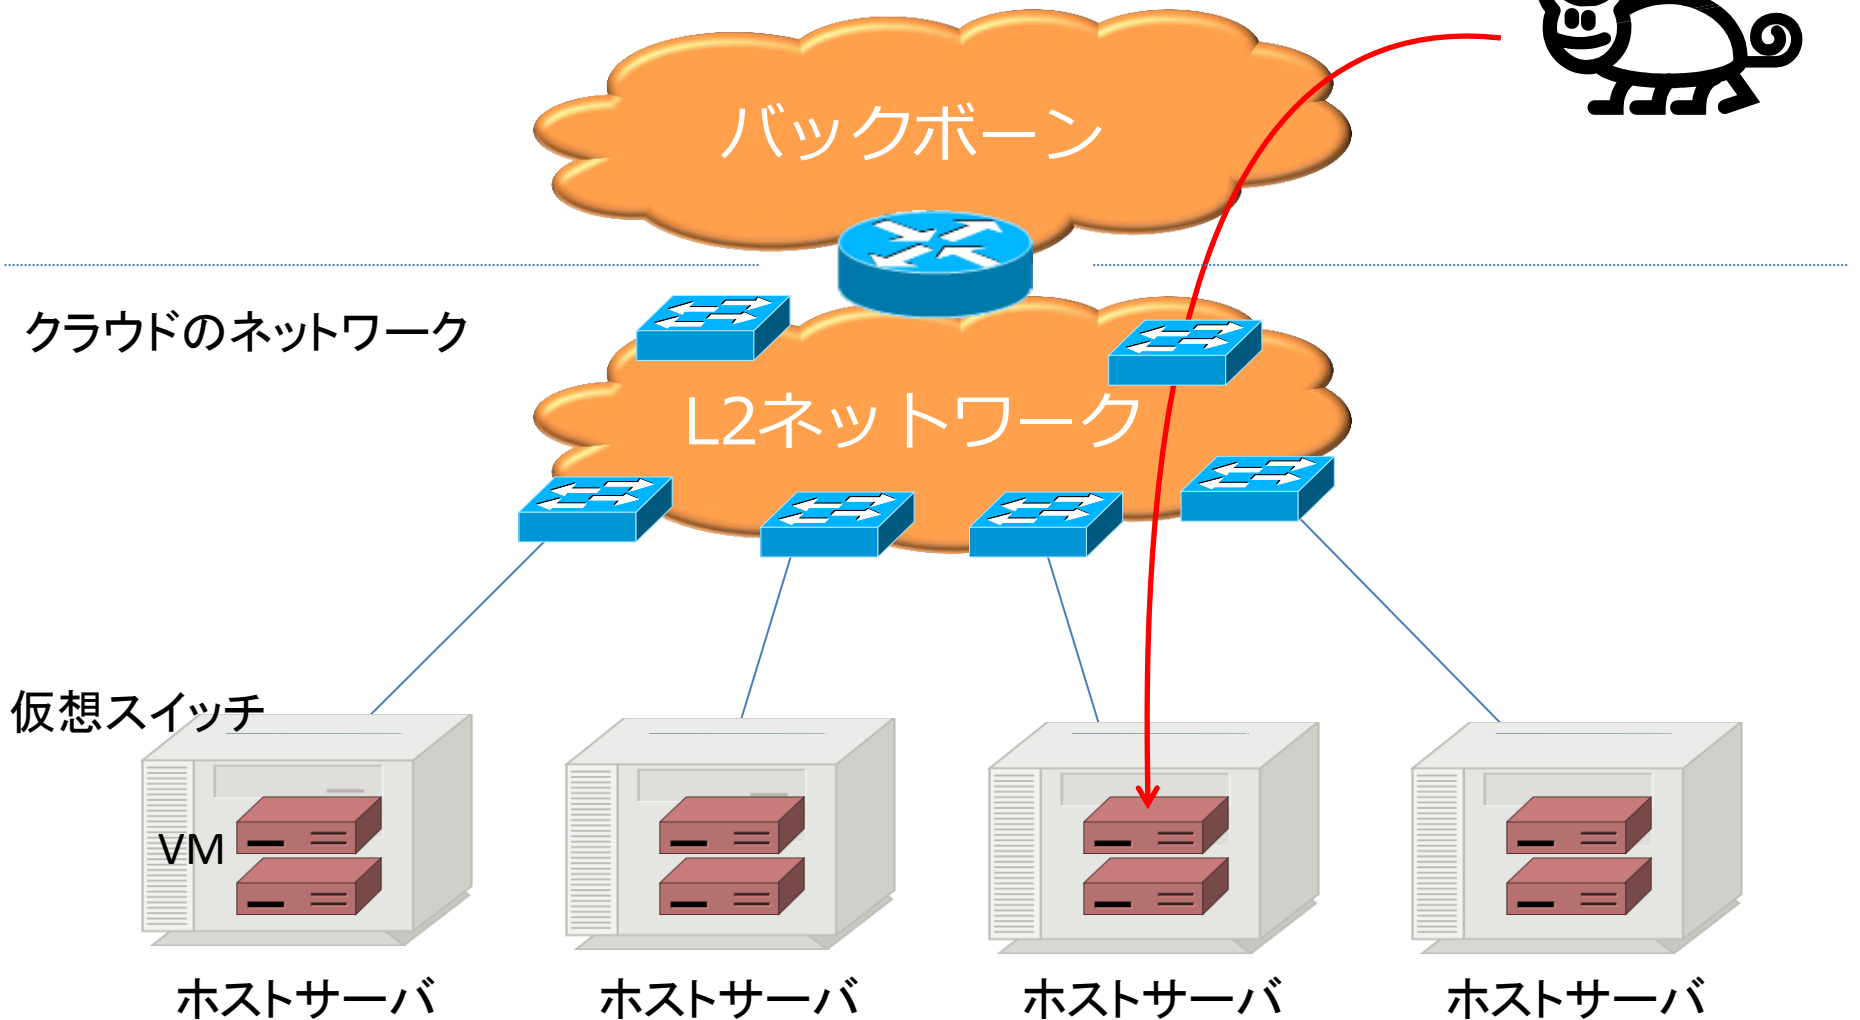 バックボーン
クラウドのネットワーク
L2ネットワーク
仮想スイッチ
VM
ホストサーバ
ホストサーバ
ホストサーバ
ホストサーバ